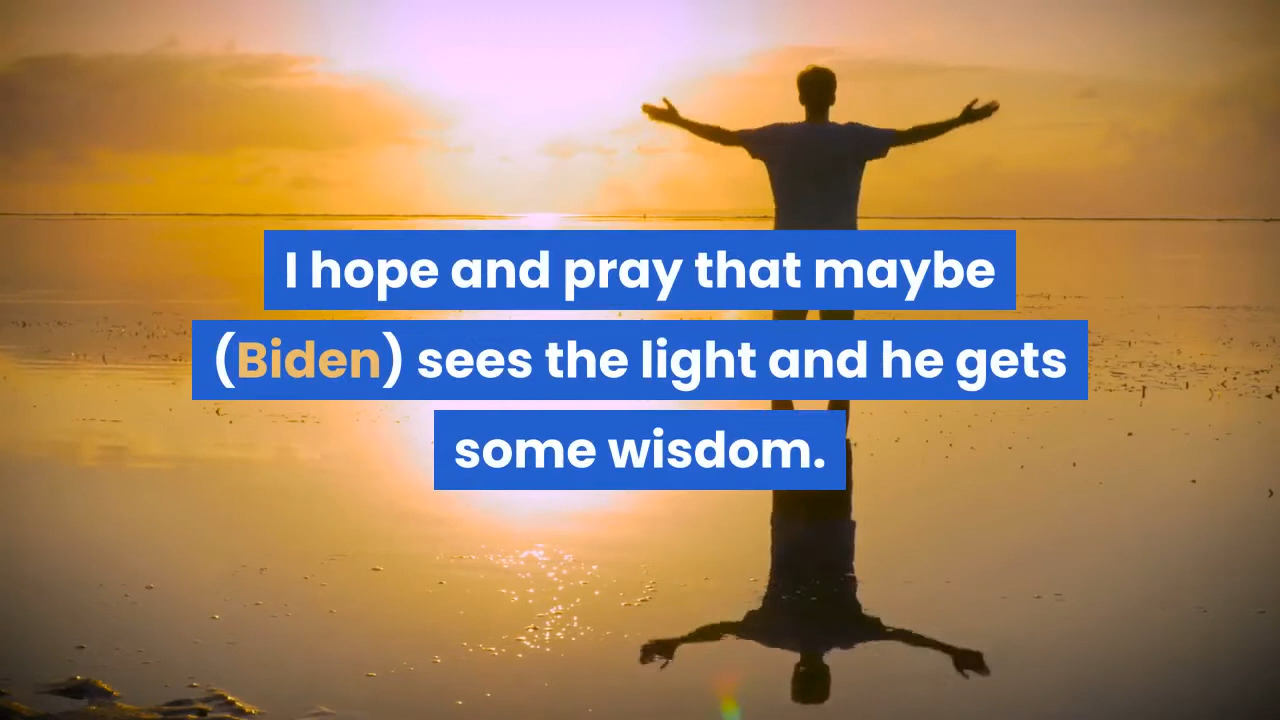 I hope and pray that maybe
(Biden) sees the light and he gets
some wisdom.